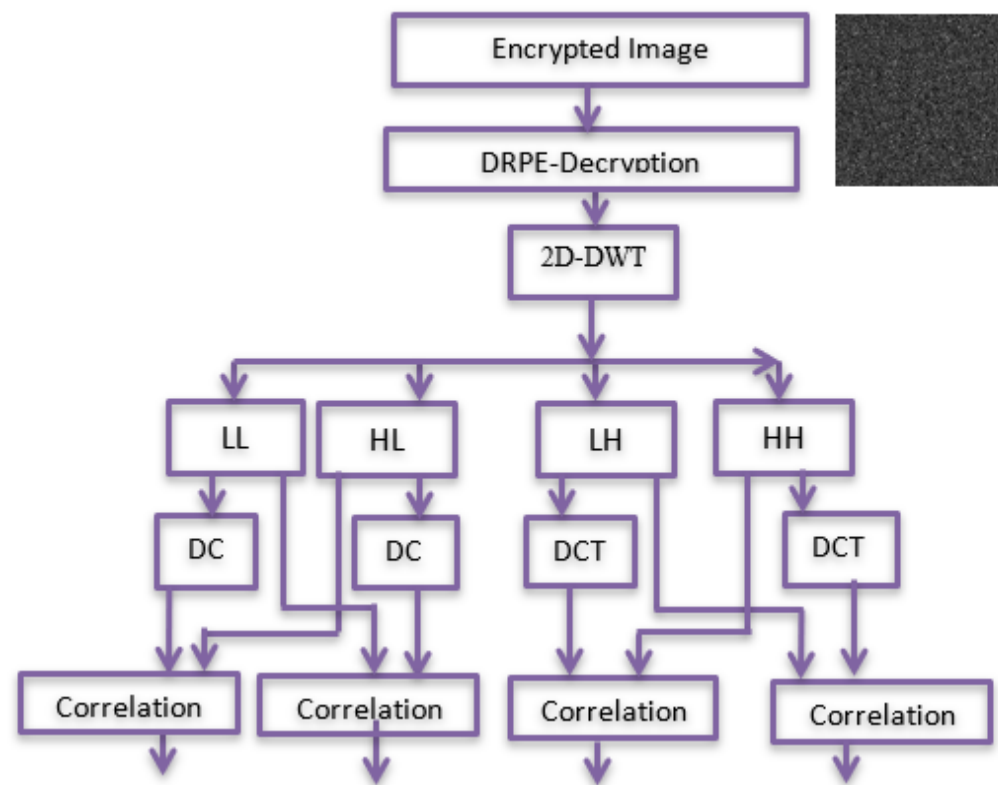 Encrypted Image
DRPE-Decryption
2D-DWT
LL
HL
LH
HH
DC
DC
DCT
DCT
Correlation
Correlation
Correlation
Correlation